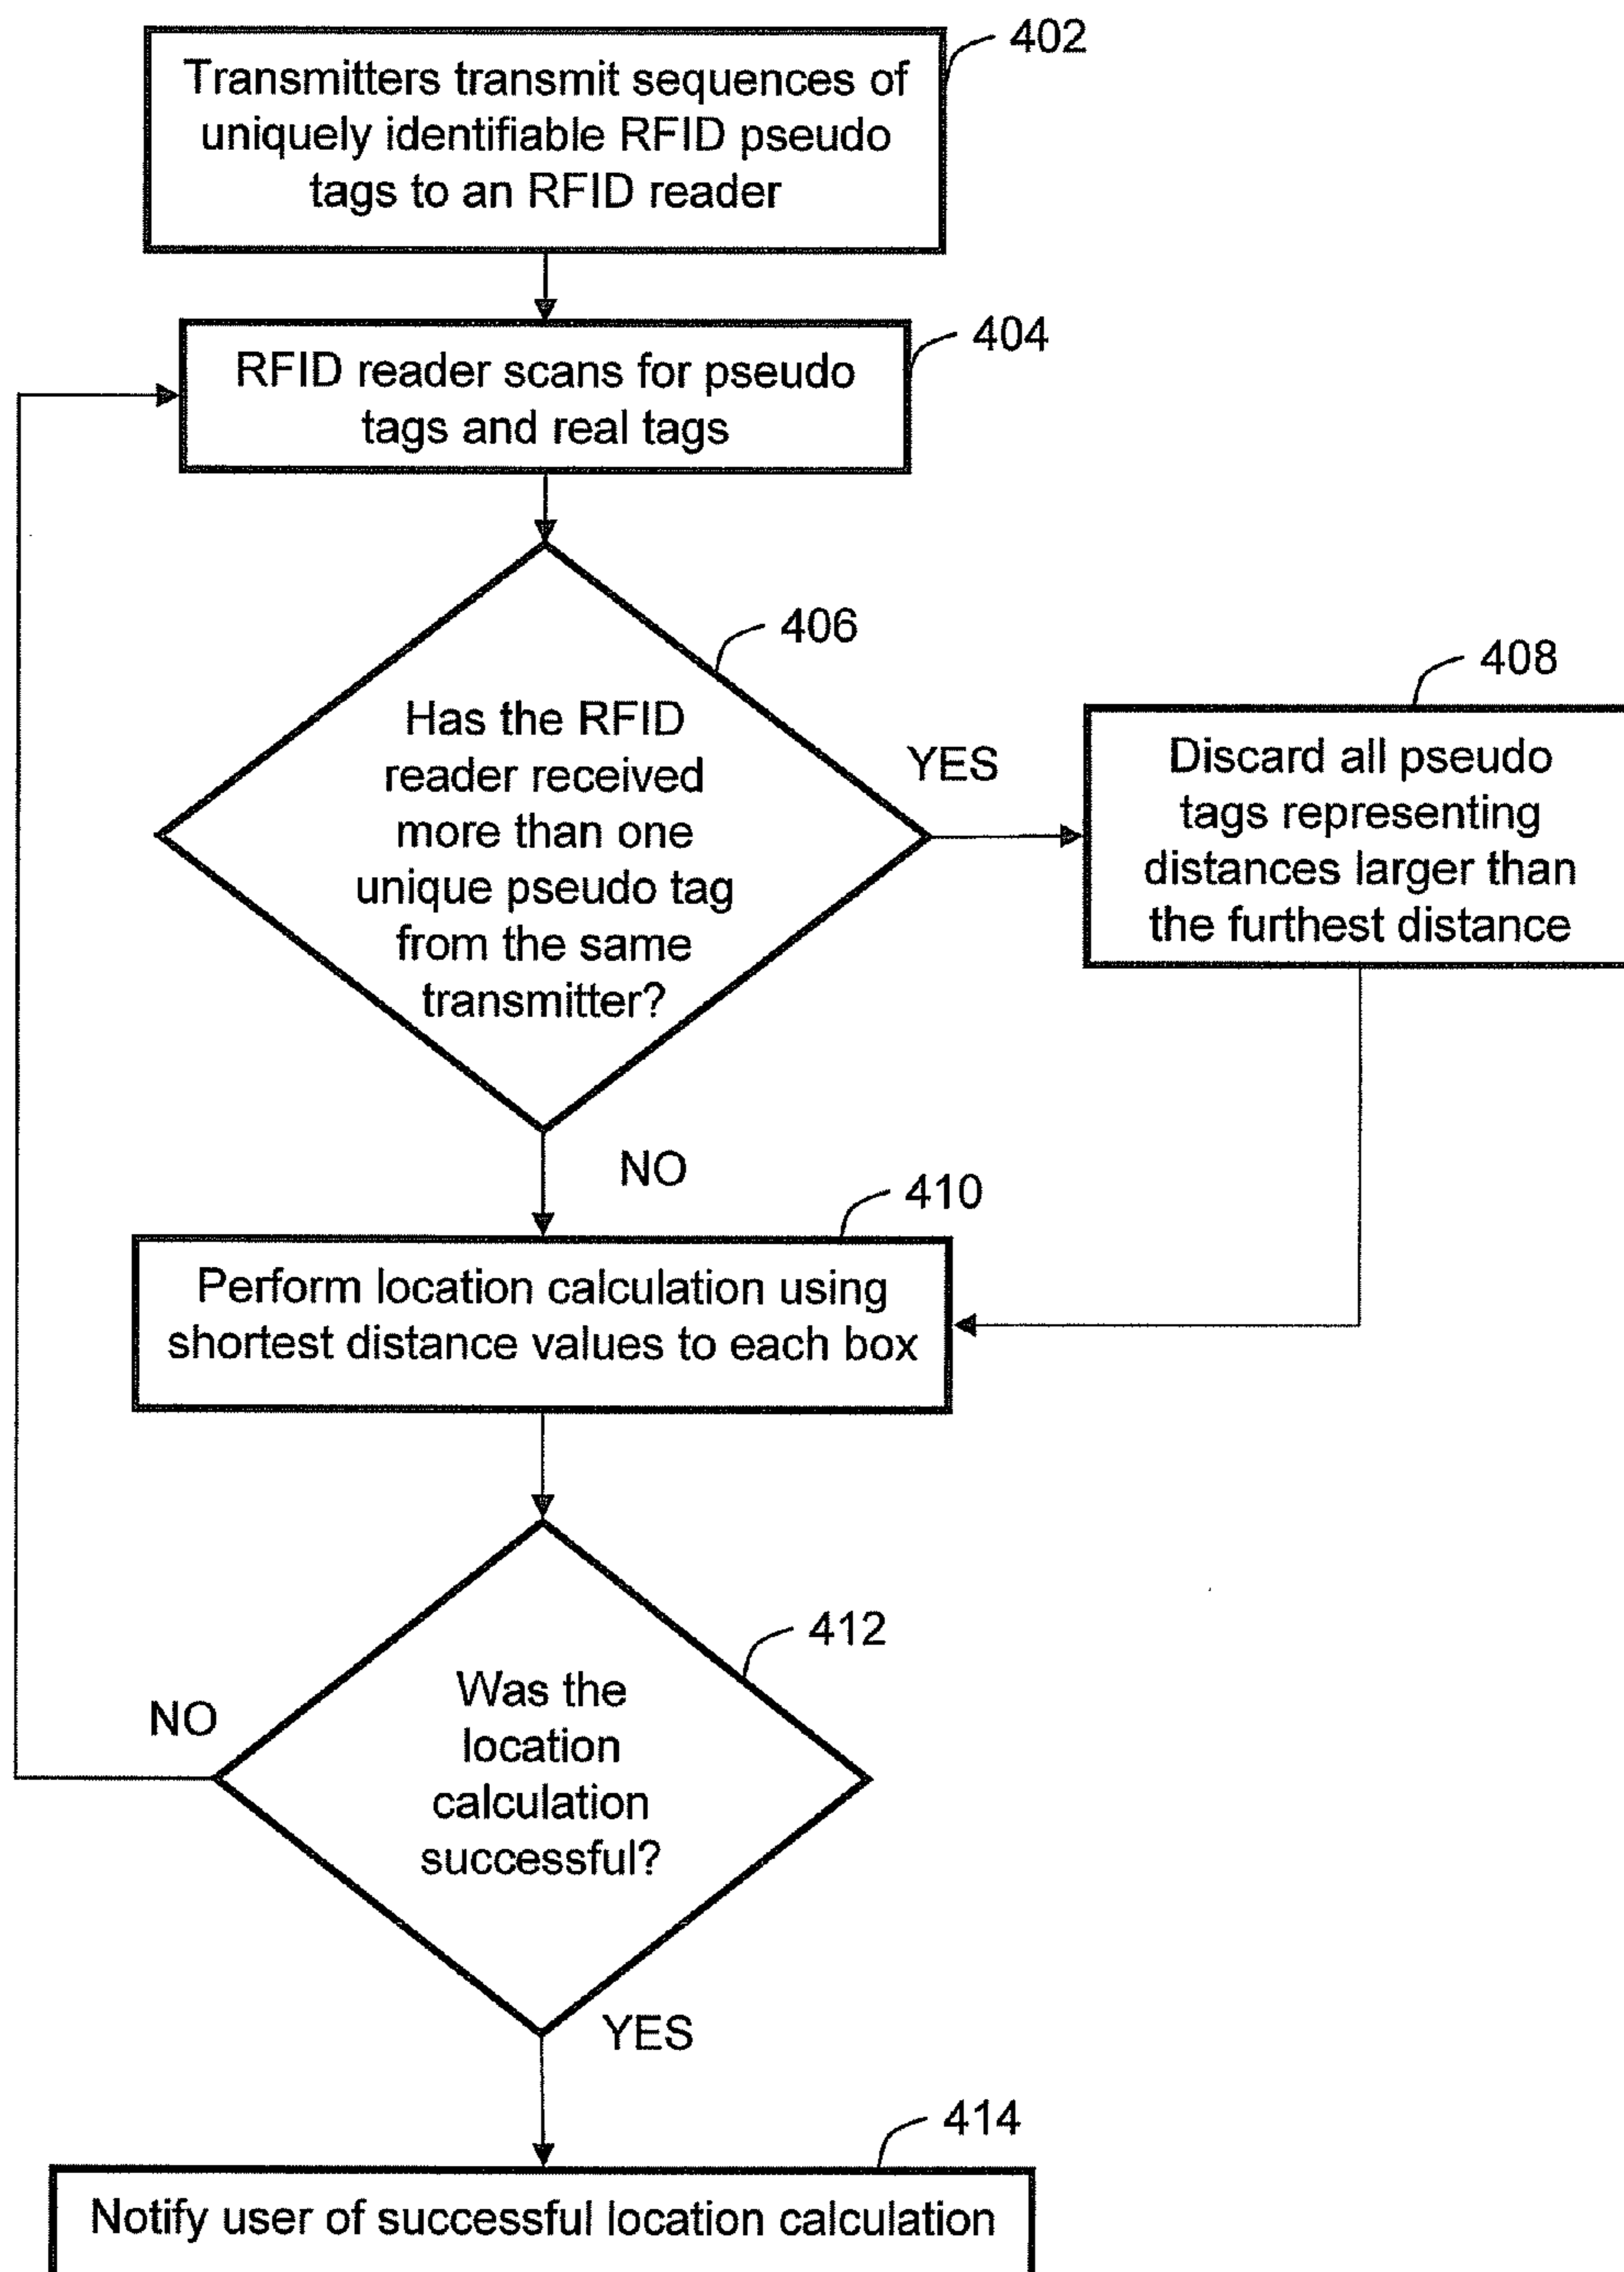 402
Transmitters transmit sequences of
uniquely identifiable RFID pseudo
tags to an RFID reader
404
RFID reader scans for pseudo
tags and real tags
406
Has the RFID
reader received
more than one
unique pseudo tag
from the same
transmitter?
YES
408
Discard all pseudo
tags representing
distances larger than
the furthest distance
NO
410
Perform location calculation using
shortest distance values to each box
412
Was the
location
calculation
successful?
NO
YES
414
Notify user of successful location calculation